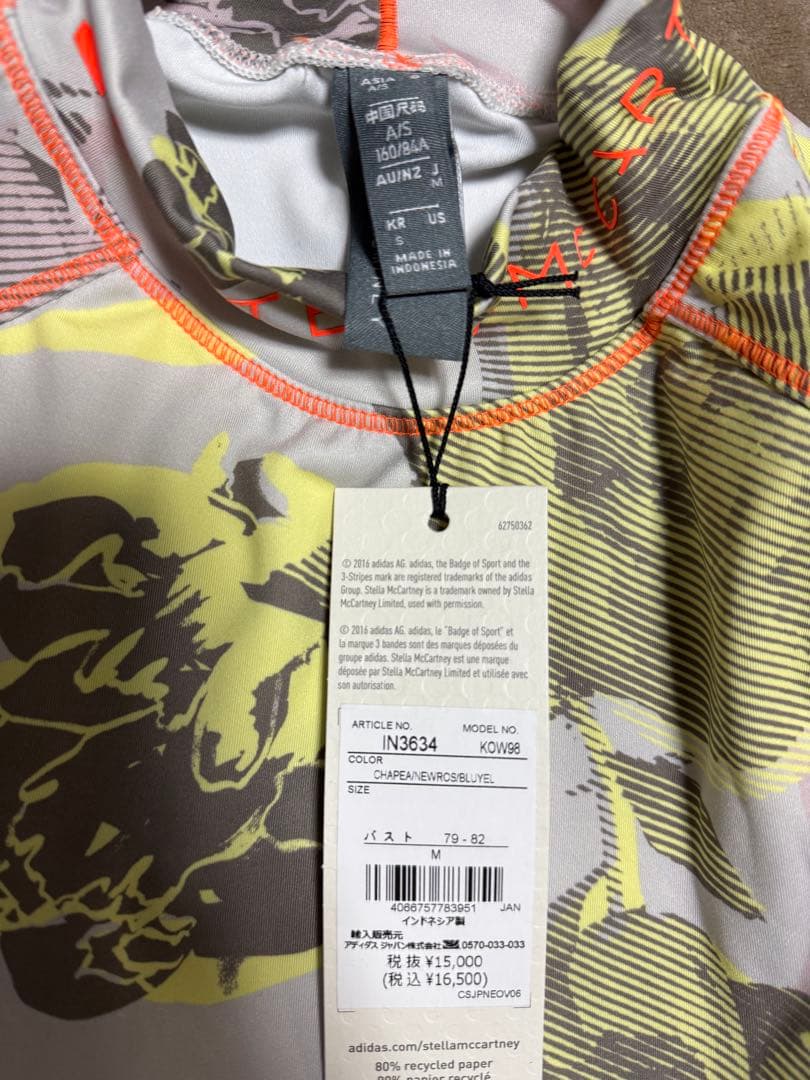 ASIA
A/S
中国尺码
A/S
160/84A
AU/NZ J
M
KR US
S
MADE IN
INDONESIA
McCART
62750362
© 2016 adidas AG. adidas, the Badge of Sport and the
3-Stripes mark are registered trademarks of the adidas
Group. Stella McCartney is a trademark owned by Stella
McCartney Limited, used with permission.
© 2016 adidas AG. adidas, le "Badge of Sport" et
la marque 3 bandes sont des marques déposées du
groupe adidas. Stella McCartney est une marque
déposée par Stella McCartney Limited et utilisée avec
son autorisation.
ARTICLE NO. MODEL NO.
IN3634 KOW98
COLOR
CHAPEA/NEWROS/BLUYEL
SIZE
バスト 79-82
M
4066757783951 JAN
インドネシア製
輸入販売元
アディダス ジャパン株式会社 0570-033-033
税抜 ¥15,000
(税込 ¥16,500)
CSJPNEOV06
adidas.com/stellamccartney
80% recycled paper
80% papier recyclé